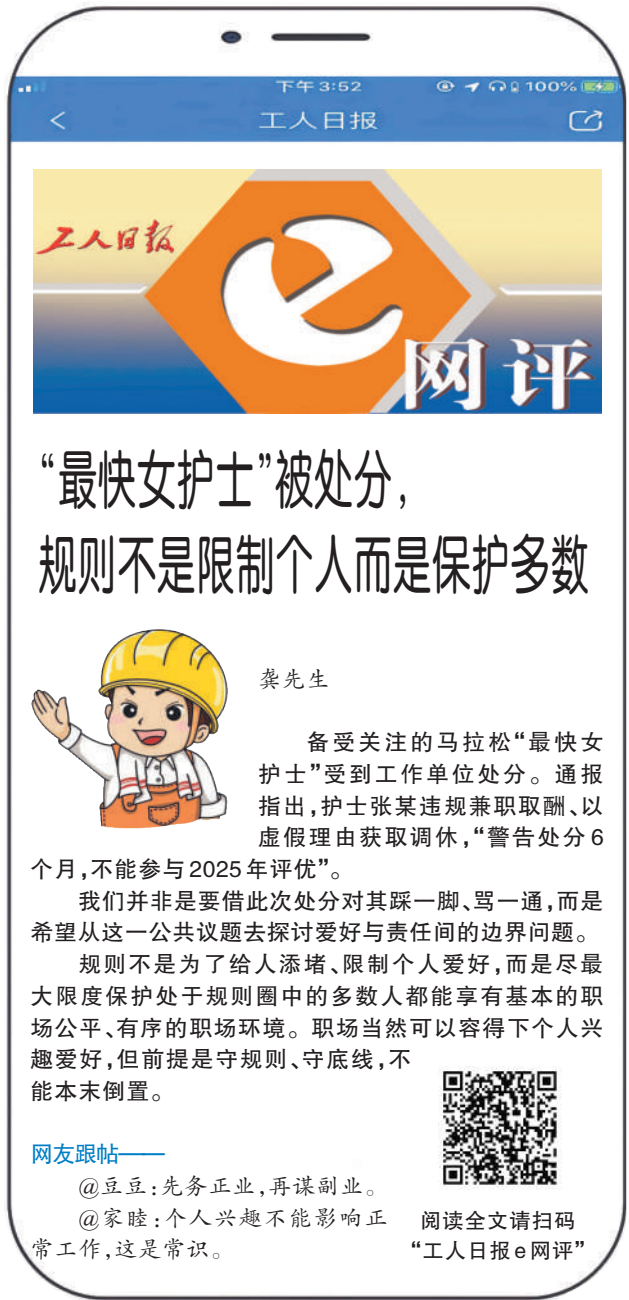 下午3:52
100%
工人日报
工人日报
e
网评
“最快女护士”被处分，
规则不是限制个人而是保护多数
龚先生
备受关注的马拉松“最快女
护士”受到工作单位处分。通报
指出，护士张某违规兼职取酬、以
虚假理由获取调休，“警告处分6
个月，不能参与2025年评优”。
我们并非是要借此次处分对其踩一脚、骂一通，而是
希望从这一公共议题去探讨爱好与责任间的边界问题。
规则不是为了给人添堵、限制个人爱好，而是尽最
大限度保护处于规则圈中的多数人都能享有基本的职
场公平、有序的职场环境。职场当然可以容得下个人兴
趣爱好，但前提是守规则、守底线，不
能本末倒置。
网友跟帖——
@豆豆：先务正业，再谋副业。
@家睦：个人兴趣不能影响正
常工作，这是常识。
阅读全文请扫码
“工人日报e网评”